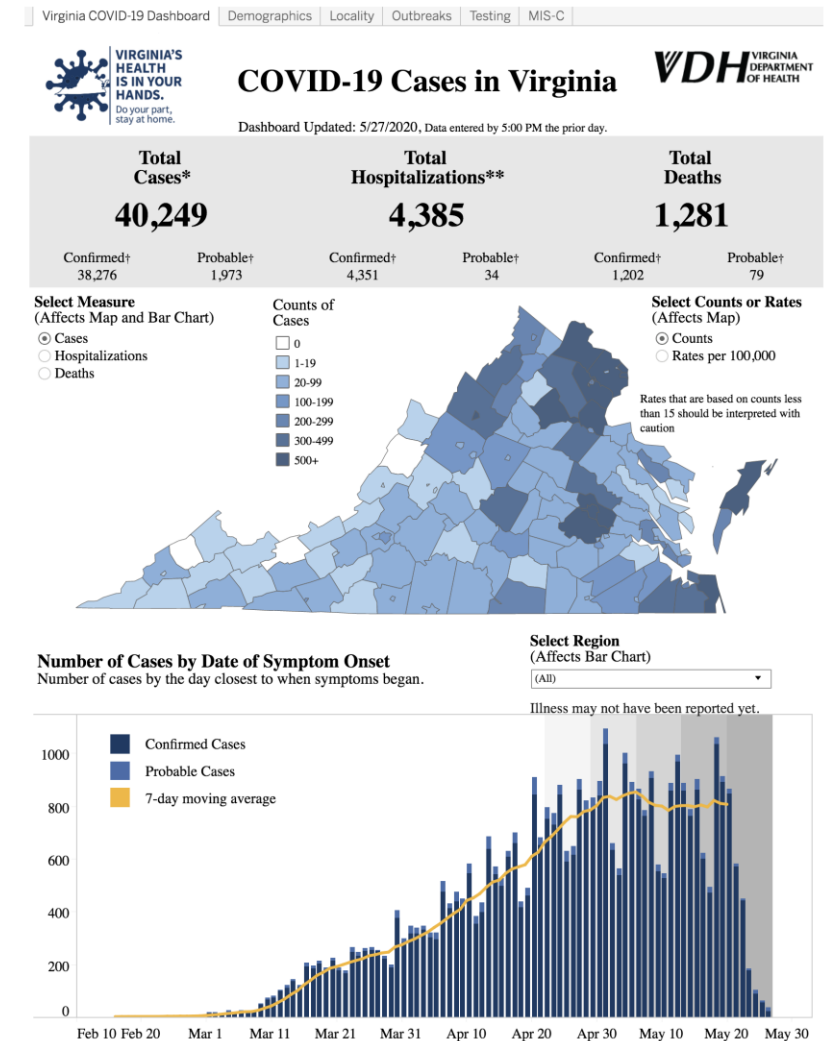 Virginia COVID-19 Dashboard Demographics Locality Outbreaks Testing MIS-C
VIRGINIA'S
HEALTH
IS IN YOUR
HANDS.
Do your part,
stay at home.
COVID-19 Cases in Virginia
VDH VIRGINIA
DEPARTMENT
OF HEALTH
Dashboard Updated: 5/27/2020, Data entered by 5:00 PM the prior day.
Total
Cases*
40,249
Confirmed† Probable†
38,276 1,973
Total
Hospitalizations**
4,385
Confirmed† Probable†
4,351 34
Total
Deaths
1,281
Confirmed† Probable†
1,202 79
Select Measure
(Affects Map and Bar Chart)
Cases
Hospitalizations
Deaths
Counts of
Cases
0
1-19
20-99
100-199
200-299
300-499
500+
Select Counts or Rates
(Affects Map)
Counts
Rates per 100,000
Rates that are based on counts less
than 15 should be interpreted with
caution
Number of Cases by Date of Symptom Onset
Number of cases by the day closest to when symptoms began.
Select Region
(Affects Bar Chart)
(All)
Illness may not have been reported yet.
Confirmed Cases
Probable Cases
7-day moving average
1000
800
600
400
200
0
Feb 10 Feb 20 Mar 1 Mar 11 Mar 21 Mar 31 Apr 10 Apr 20 Apr 30 May 10 May 20 May 30